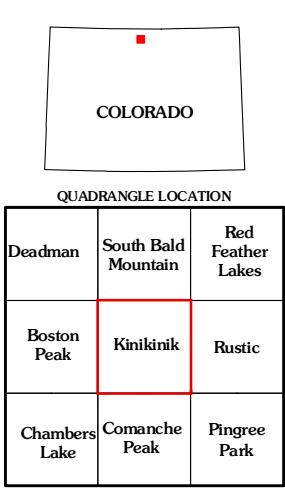 COLORADO
QUADRANGLE LOCATION
Deadman
South Bald
Mountain
Red
Feather
Lakes
Boston
Peak
Kinikinik
Rustic
Chambers
Lake
Comanche
Peak
Pingree
Park